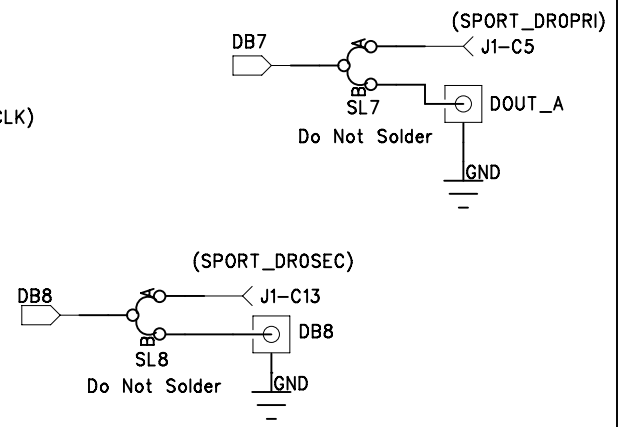 (SPORT_DR0PRI)
DB7
A
J1-C5
B
SL7
DOUT_A
Do Not Solder
GND
CLK)
(SPORT_DR0SEC)
DB8
A
J1-C13
B
SL8
DB8
Do Not Solder
GND